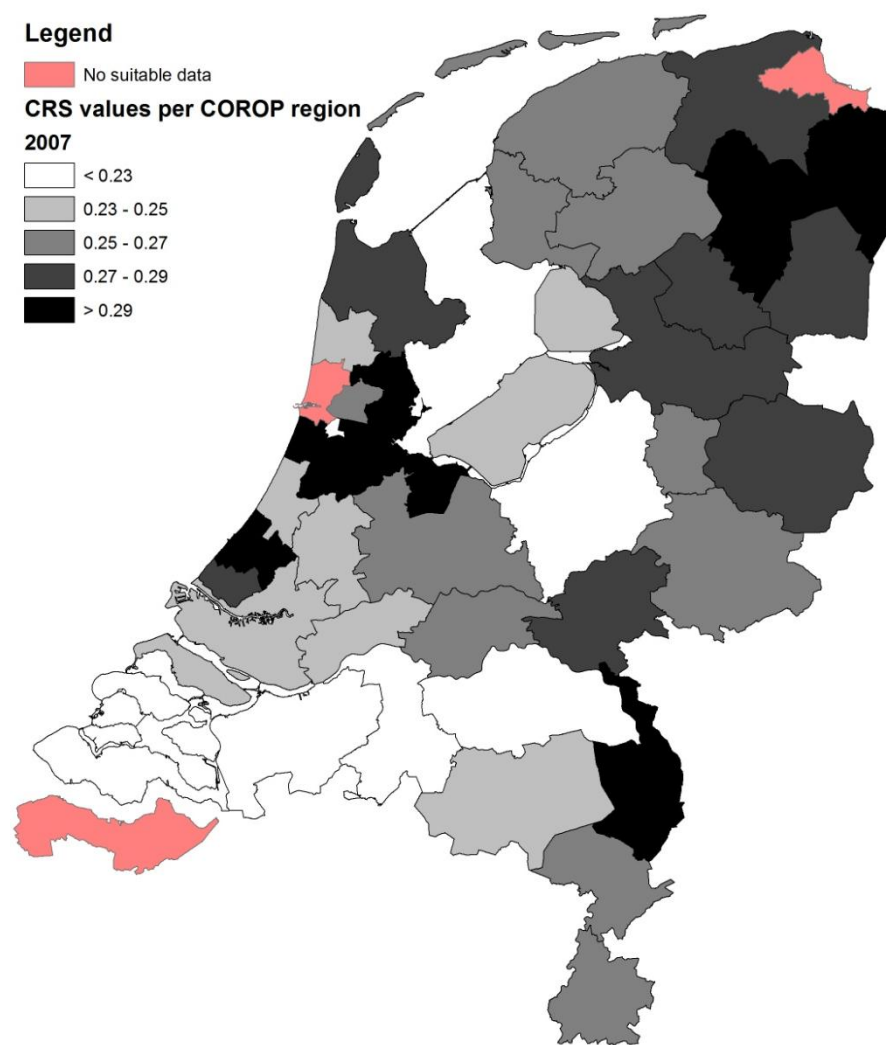 Legend
No suitable data
CRS values per COROP region
2007
< 0.23
0.23 - 0.25
0.25 - 0.27
0.27 - 0.29
> 0.29